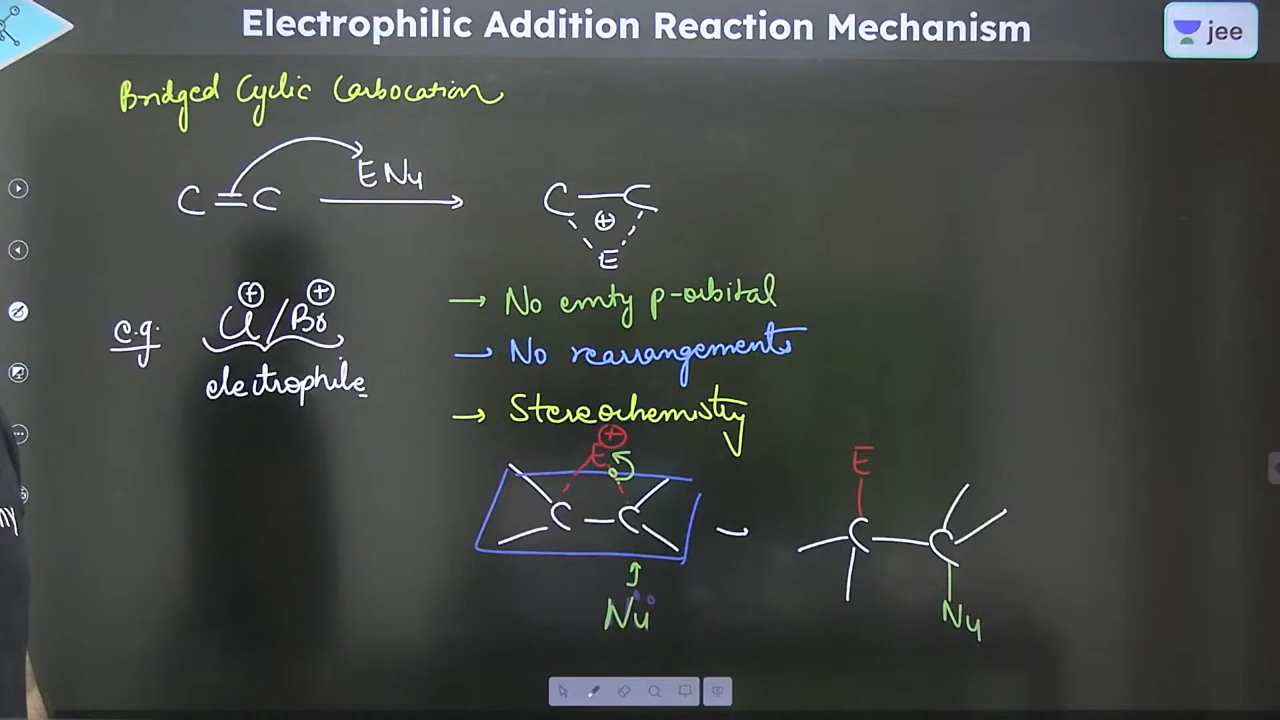 Electrophilic Addition Reaction Mechanism
jee
Bridged Cyclic Carbocation
C=C
E Nu
C—C
⊕
E
e.g. Cl⊕/Br⊕
electrophile
→ No emty p-orbital
→ No rearrangements
→ Stereochemistry
E⊕
C–C
Nu
E
C C
Nu